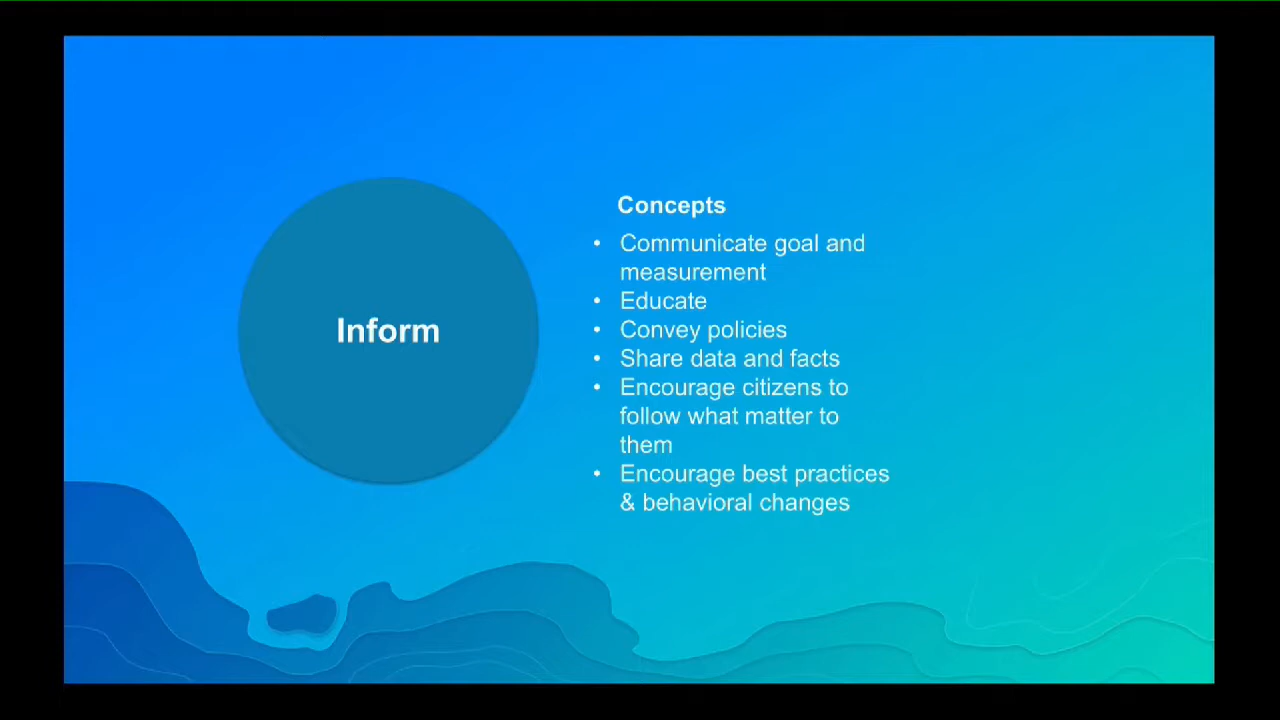 Inform
Concepts
• Communicate goal and
measurement
• Educate
• Convey policies
• Share data and facts
• Encourage citizens to
follow what matter to
them
• Encourage best practices
& behavioral changes